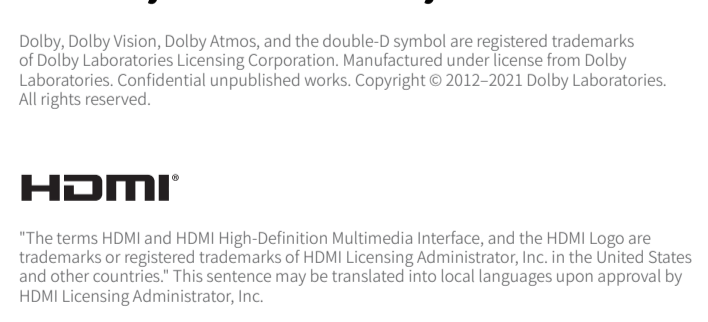 Dolby, Dolby Vision, Dolby Atmos, and the double-D symbol are registered trademarks
of Dolby Laboratories Licensing Corporation. Manufactured under license from Dolby
Laboratories. Confidential unpublished works. Copyright © 2012–2021 Dolby Laboratories.
All rights reserved.
HDMI®
"The terms HDMI and HDMI High-Definition Multimedia Interface, and the HDMI Logo are
trademarks or registered trademarks of HDMI Licensing Administrator, Inc. in the United States
and other countries." This sentence may be translated into local languages upon approval by
HDMI Licensing Administrator, Inc.